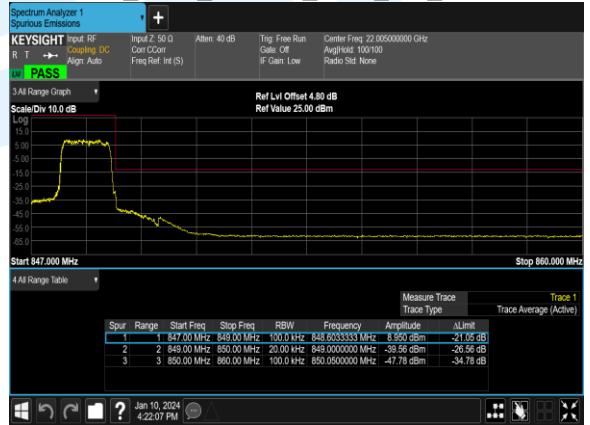 Spectrum Analyzer 1
Spurious Emissions
KEYSIGHT Input: RF Input Z: 50 Ω Atten: 40 dB Trig: Free Run Center Freq: 22.005000000 GHz
R T Coupling: DC Corr CCorr Gate: Off Avg|Hold: 100/100
Align: Auto Freq Ref: Int (S) IF Gain: Low Radio Std: None
LV PASS
3 All Range Graph
Ref Lvl Offset 4.80 dB
Scale/Div 10.0 dB Ref Value 25.00 dBm
Log
15.0
5.00
-5.00
-15.0
-25.0
-35.0
-45.0
-55.0
-65.0
Start 847.000 MHz Stop 860.000 MHz
4 All Range Table
Measure Trace Trace 1
Trace Type Trace Average (Active)
Spur Range Start Freq Stop Freq RBW Frequency Amplitude ΔLimit
1 1 847.00 MHz 849.00 MHz 100.0 kHz 848.6033333 MHz 8.950 dBm -21.05 dB
2 2 849.00 MHz 850.00 MHz 20.00 kHz 849.0000000 MHz -39.56 dBm -26.56 dB
3 3 850.00 MHz 860.00 MHz 100.0 kHz 850.0500000 MHz -47.78 dBm -34.78 dB
? Jan 10, 2024
4:22:07 PM